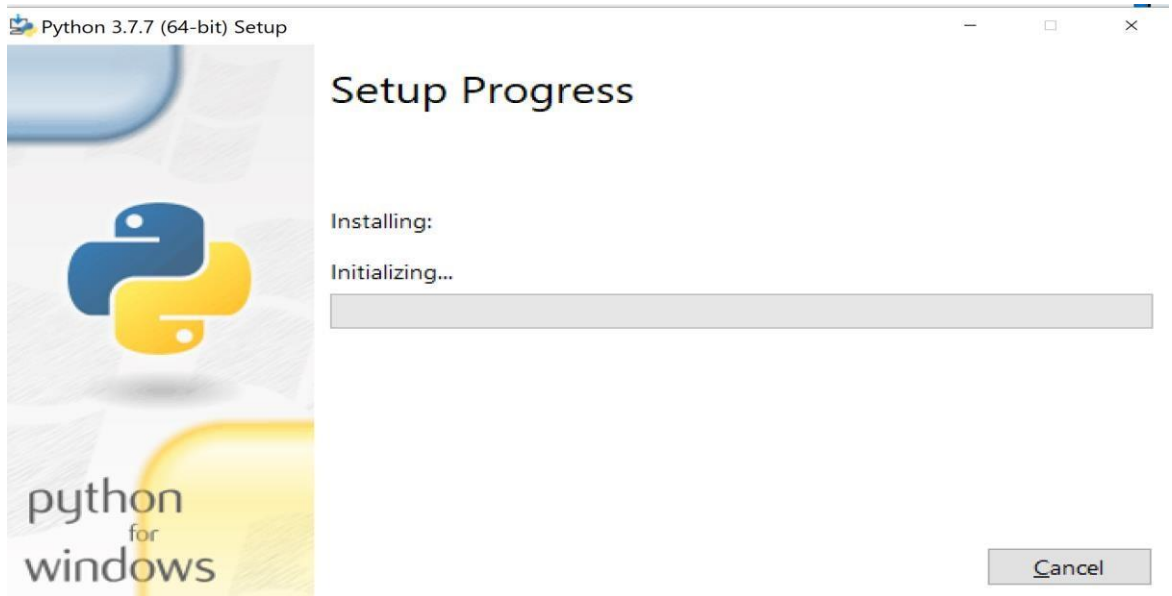 Python 3.7.7 (64-bit) Setup
Setup Progress
Installing:
Initializing...
python
for
windows
Cancel